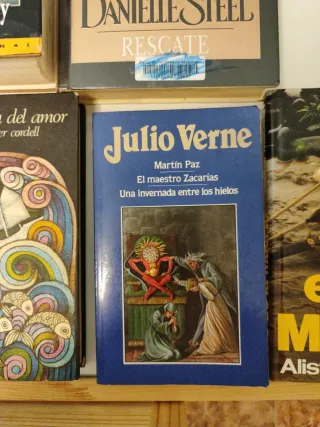 DANIELLE STEEL
RESCATE
del amor
er cordell
Julio Verne
Martín Paz
El maestro Zacarías
Una invernada entre los hielos
Alis